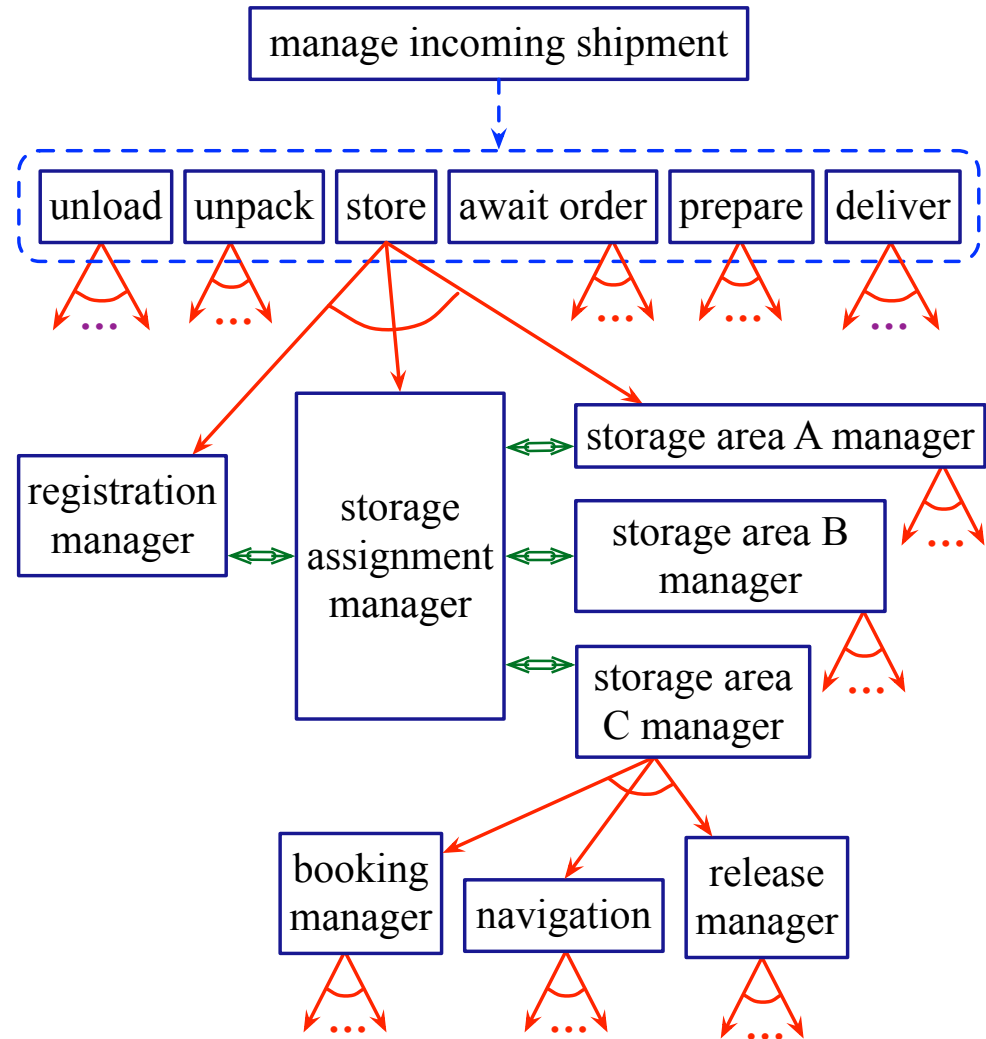 manage incoming shipment
unload unpack store await order prepare deliver
storage area A manager
registration
manager
storage
assignment
manager
storage area B
manager
storage area
C manager
booking
manager
navigation
release
manager